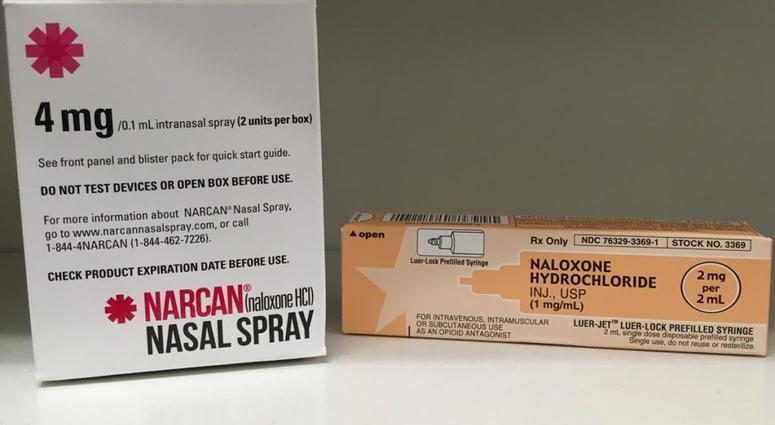 4 mg /0.1 mL intranasal spray (2 units per box)
See front panel and blister pack for quick start guide.
DO NOT TEST DEVICES OR OPEN BOX BEFORE USE.
For more information about NARCAN® Nasal Spray,
go to www.narcannasalspray.com, or call
1-844-4NARCAN (1-844-462-7226).
CHECK PRODUCT EXPIRATION DATE BEFORE USE.
NARCAN® (naloxone HCl)
NASAL SPRAY
▲ open
Luer-Lock Prefilled Syringe
Rx Only NDC 76329-3369-1 STOCK NO. 3369
NALOXONE
HYDROCHLORIDE
INJ., USP
(1 mg/mL)
2 mg
per
2 mL
FOR INTRAVENOUS, INTRAMUSCULAR
OR SUBCUTANEOUS USE
AS AN OPIOID ANTAGONIST
LUER-JET™ LUER-LOCK PREFILLED SYRINGE
2 mL single dose disposable prefilled syringe
Single use, do not reuse or resterilize.